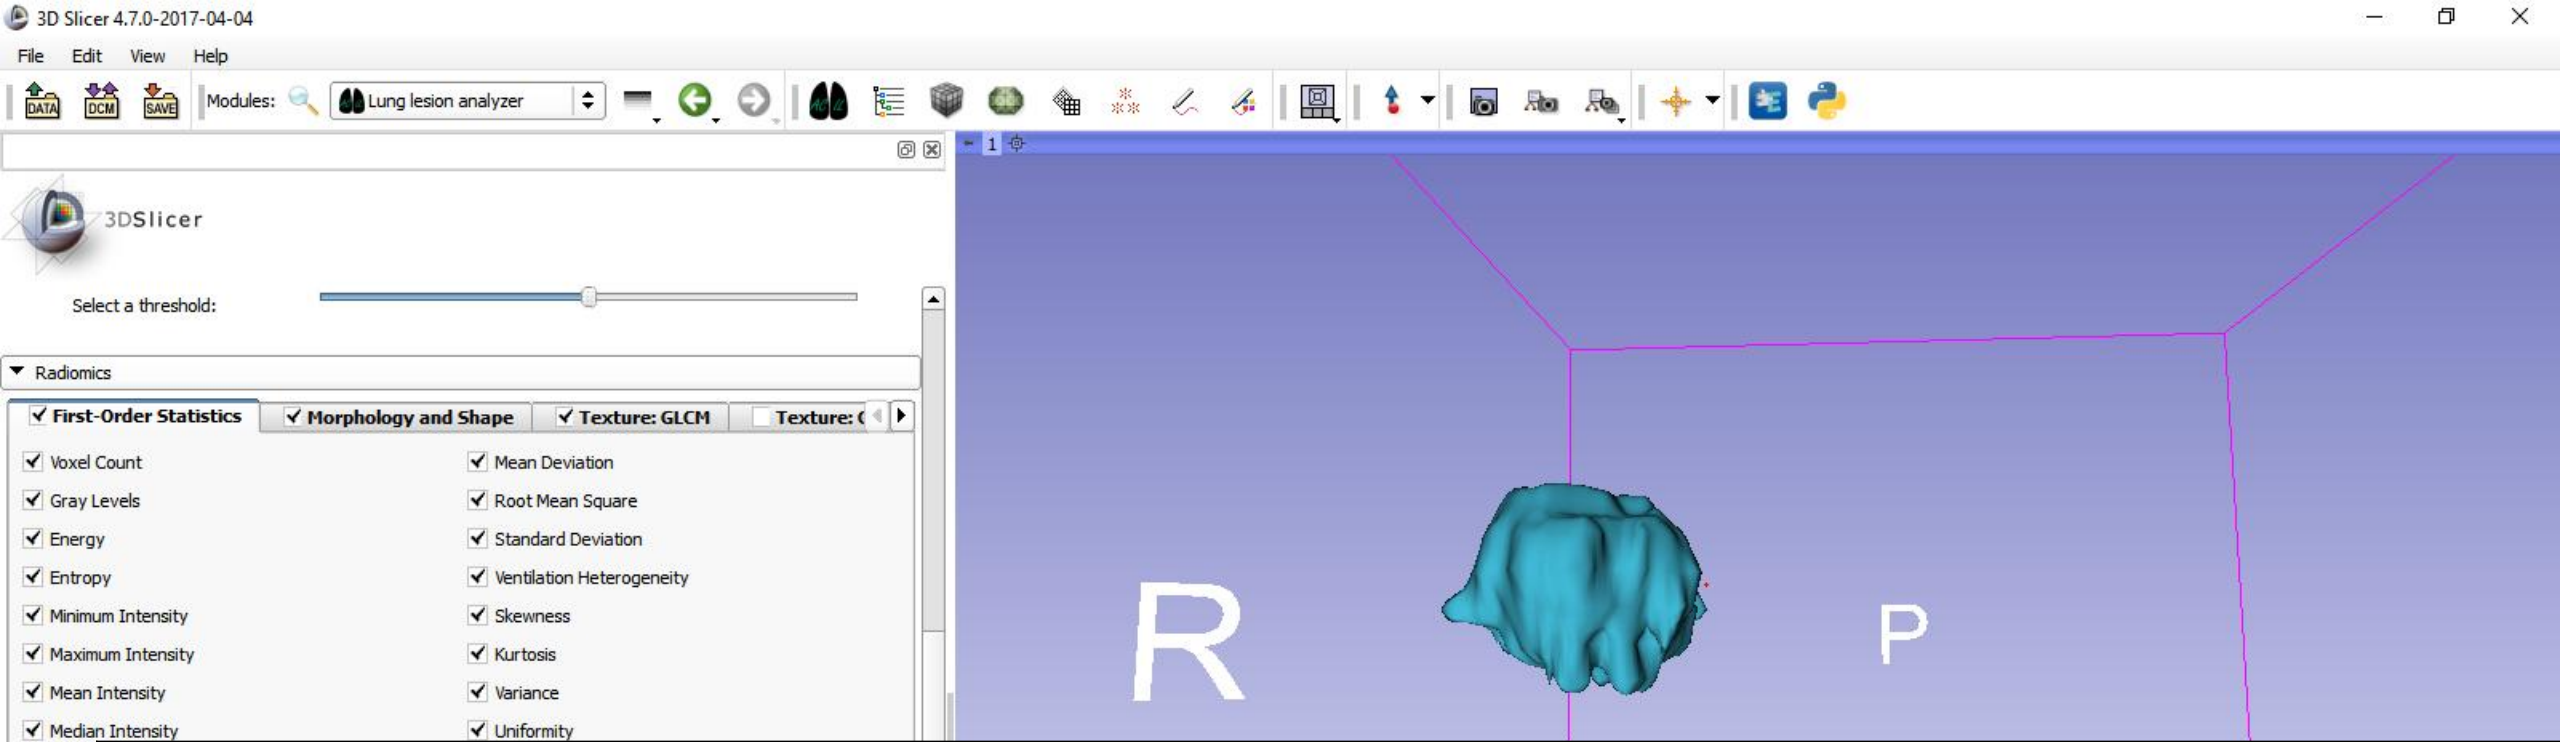 3D Slicer 4.7.0-2017-04-04
File Edit View Help
DATA DCM SAVE Modules: Lung lesion analyzer
1
3DSlicer
Select a threshold:
Radiomics
First-Order Statistics Morphology and Shape Texture: GLCM Texture:
Voxel Count Mean Deviation
Gray Levels Root Mean Square
Energy Standard Deviation
Entropy Ventilation Heterogeneity
Minimum Intensity Skewness
Maximum Intensity Kurtosis
Mean Intensity Variance
Median Intensity Uniformity
R P